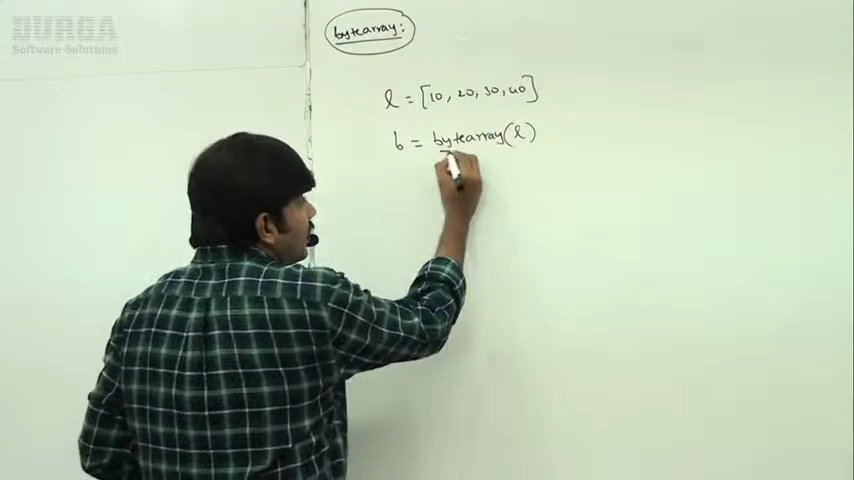 DURGA
Software Solutions
bytearray:
l = [10, 20, 30, 40]
b = bytearray(l)